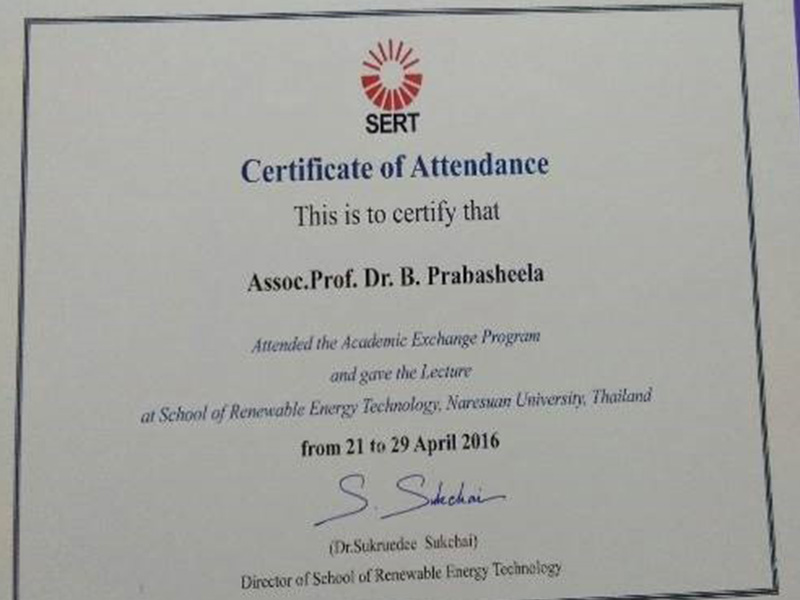 SERT
Certificate of Attendance
This is to certify that
Assoc.Prof. Dr. B. Prabasheela
Attended the Academic Exchange Program
and gave the Lecture
at School of Renewable Energy Technology, Naresuan University, Thailand
from 21 to 29 April 2016
S. Sukchai
(Dr.Sukruedee Sukchai)
Director of School of Renewable Energy Technology